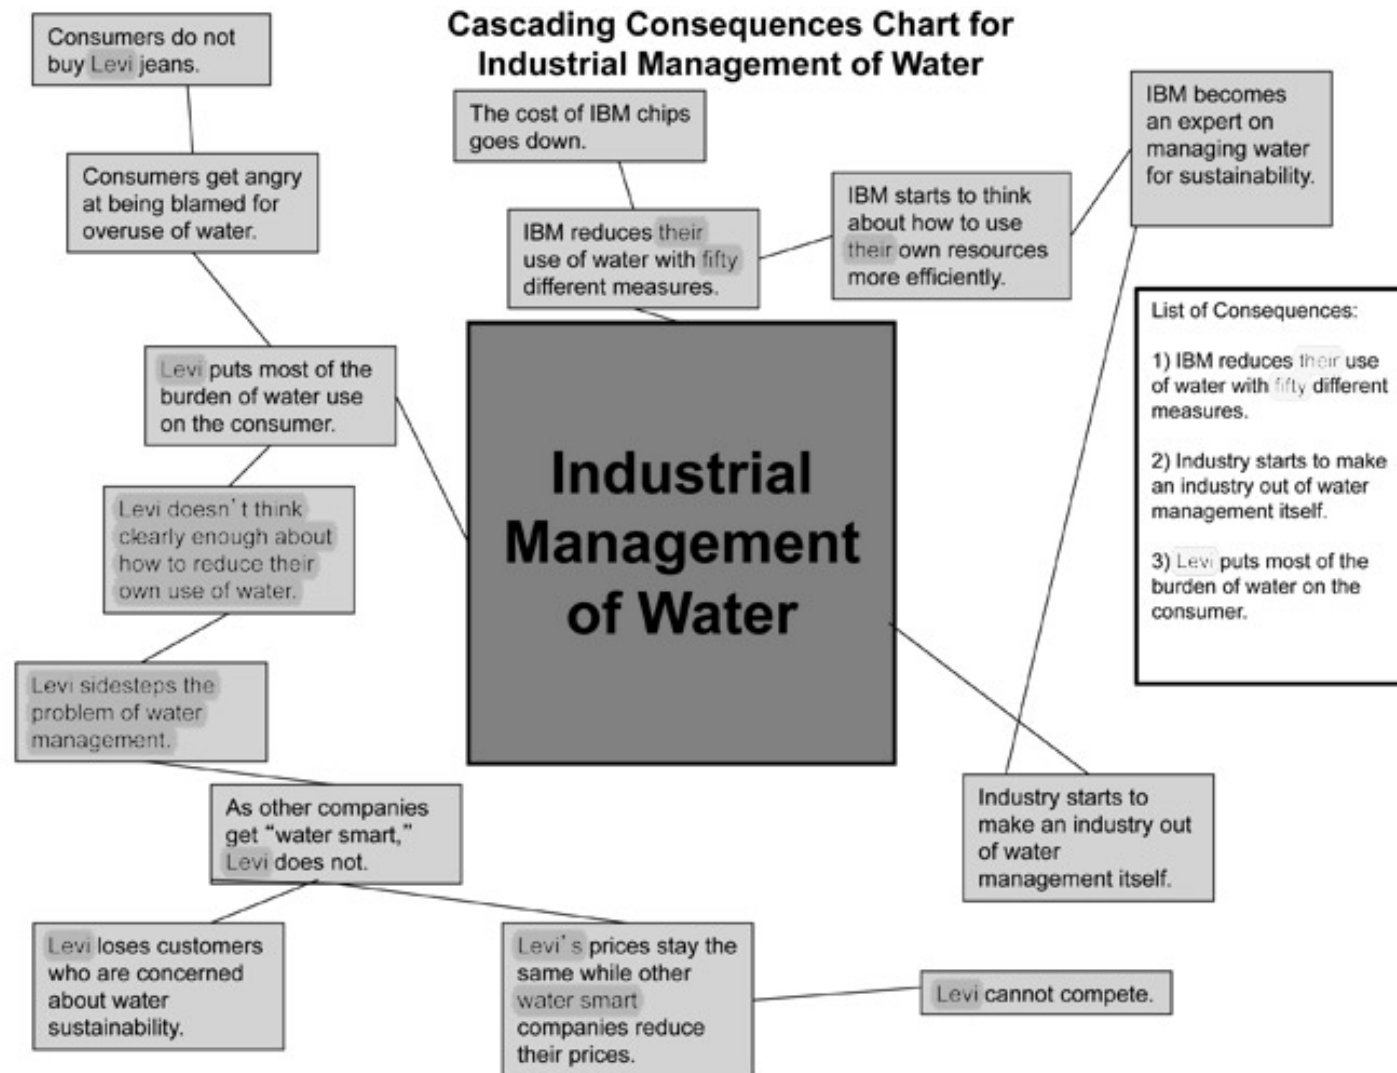 Cascading Consequences Chart for
Industrial Management of Water
Consumers do not
buy Levi jeans.
Consumers get angry
at being blamed for
overuse of water.
The cost of IBM chips
goes down.
IBM reduces their
use of water with fifty
different measures.
IBM starts to think
about how to use
their own resources
more efficiently.
IBM becomes
an expert on
managing water
for sustainability.
Levi puts most of the
burden of water use
on the consumer.
Levi doesn't think
clearly enough about
how to reduce their
own use of water.
Levi sidesteps the
problem of water
management.
Industrial
Management
of Water
List of Consequences:
1) IBM reduces their use
of water with fifty different
measures.
2) Industry starts to make
an industry out of water
management itself.
3) Levi puts most of the
burden of water on the
consumer.
As other companies
get “water smart,”
Levi does not.
Industry starts to
make an industry out
of water
management itself.
Levi loses customers
who are concerned
about water
sustainability.
Levi's prices stay the
same while other
water smart
companies reduce
their prices.
Levi cannot compete.